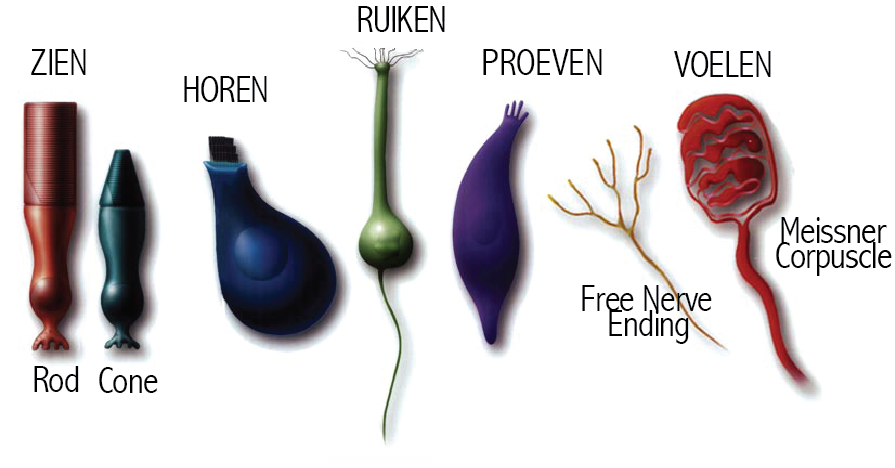 ZIEN
HOREN
RUIKEN
PROEVEN
VOELEN
Rod
Cone
Free Nerve
Ending
Meissner
Corpuscle